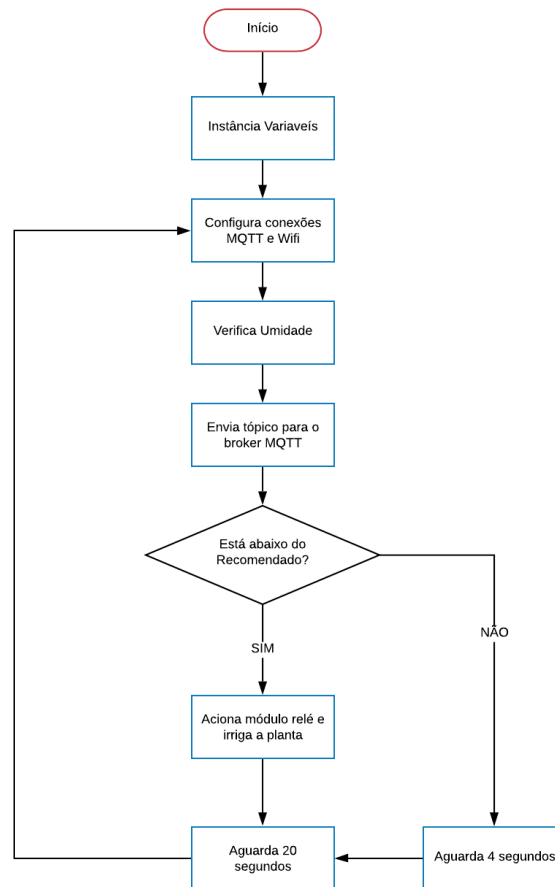 Início
Instância Variaveís
Configura conexões
MQTT e Wifi
Verifica Umidade
Envia tópico para o
broker MQTT
Está abaixo do
Recomendado?
NÃO
SIM
Aciona módulo relé e
irriga a planta
Aguarda 20
segundos
Aguarda 4 segundos